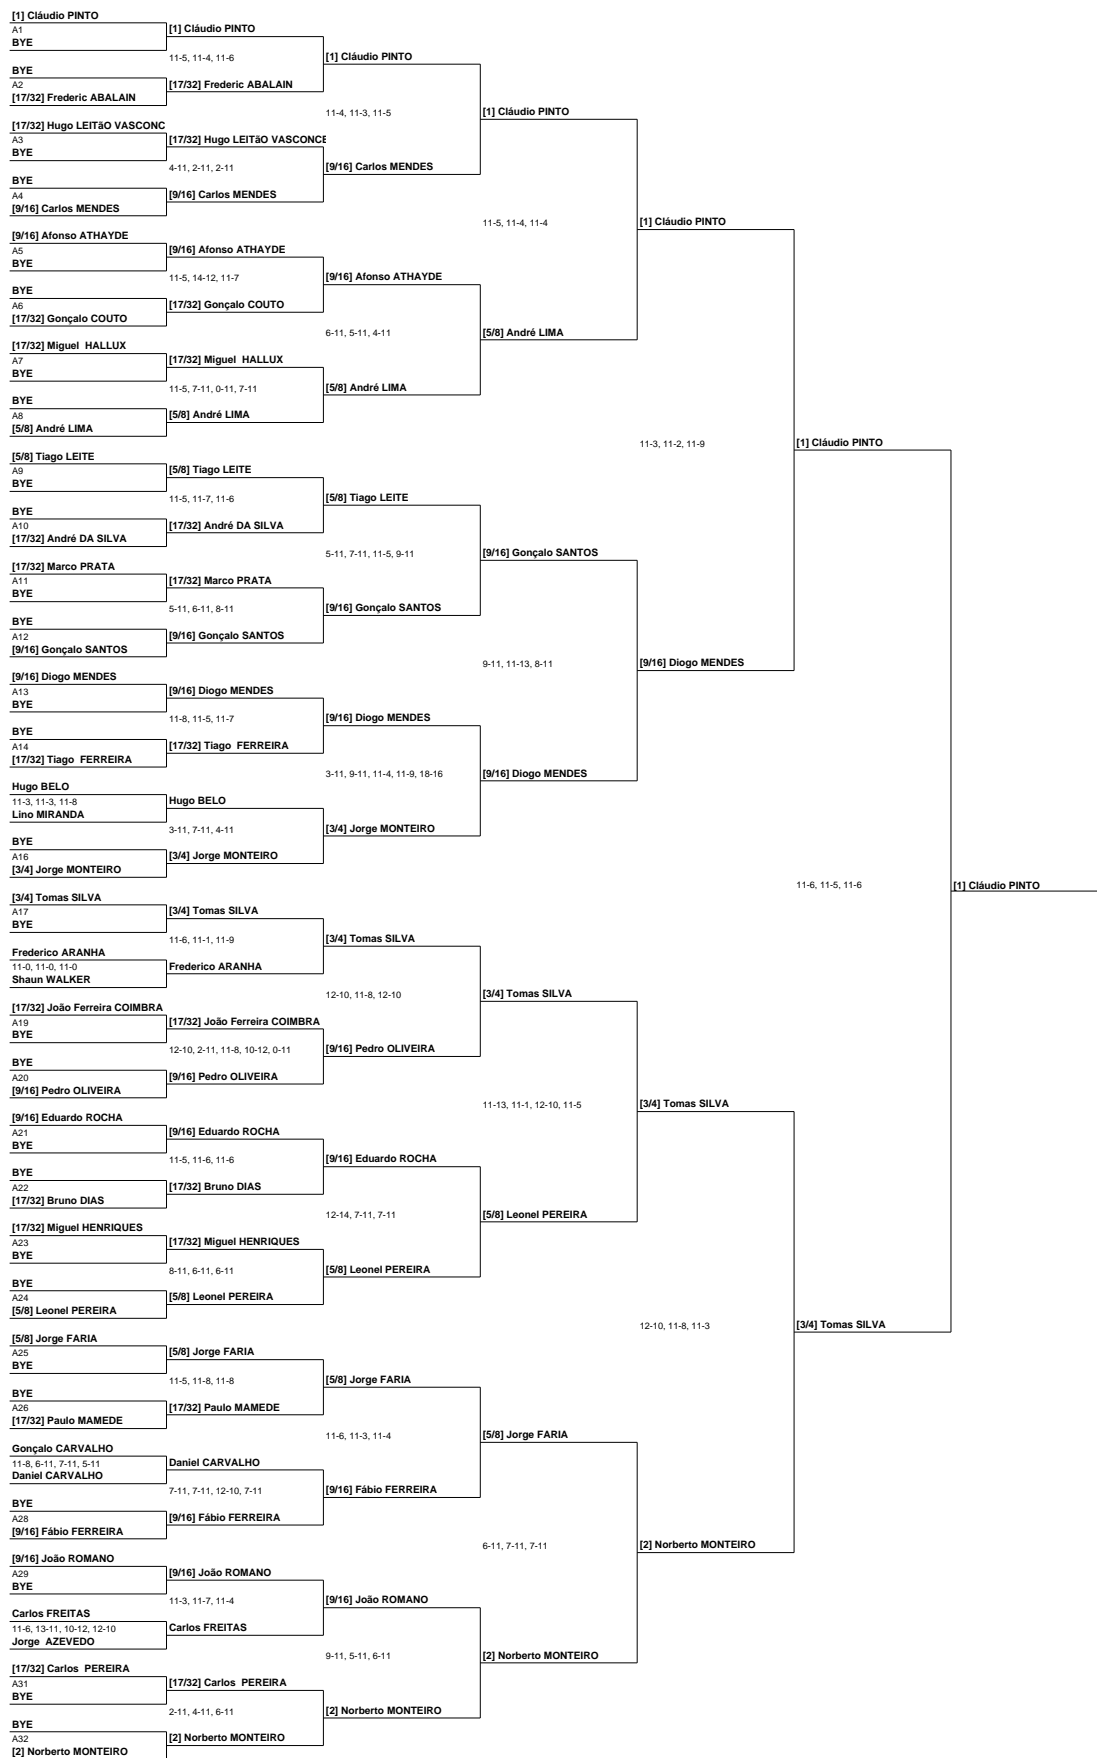 [1] Cláudio PINTO
A1
BYE
BYE
A2
[17/32] Frederic ABALAIN
[17/32] Hugo LEITãO VASCONC
A3
BYE
BYE
A4
[9/16] Carlos MENDES
[9/16] Afonso ATHAYDE
A5
BYE
BYE
A6
[17/32] Gonçalo COUTO
[17/32] Miguel  HALLUX
A7
BYE
BYE
A8
[5/8] André LIMA
[5/8] Tiago LEITE
A9
BYE
BYE
A10
[17/32] André DA SILVA
[17/32] Marco PRATA
A11
BYE
BYE
A12
[9/16] Gonçalo SANTOS
[9/16] Diogo MENDES
A13
BYE
BYE
A14
[17/32] Tiago  FERREIRA
Hugo BELO
11-3, 11-3, 11-8
Lino MIRANDA
BYE
A16
[3/4] Jorge MONTEIRO
[3/4] Tomas SILVA
A17
BYE
Frederico ARANHA
11-0, 11-0, 11-0
Shaun WALKER
[17/32] João Ferreira COIMBRA
A19
BYE
BYE
A20
[9/16] Pedro OLIVEIRA
[9/16] Eduardo ROCHA
A21
BYE
BYE
A22
[17/32] Bruno DIAS
[17/32] Miguel HENRIQUES
A23
BYE
BYE
A24
[5/8] Leonel PEREIRA
[5/8] Jorge FARIA
A25
BYE
BYE
A26
[17/32] Paulo MAMEDE
Gonçalo CARVALHO
11-8, 6-11, 7-11, 5-11
Daniel CARVALHO
BYE
A28
[9/16] Fábio FERREIRA
[9/16] João ROMANO
A29
BYE
Carlos FREITAS
11-6, 13-11, 10-12, 12-10
Jorge  AZEVEDO
[17/32] Carlos  PEREIRA
A31
BYE
BYE
A32
[2] Norberto MONTEIRO
[1] Cláudio PINTO
11-5, 11-4, 11-6
[17/32] Frederic ABALAIN
[17/32] Hugo LEITãO VASCONCE
4-11, 2-11, 2-11
[9/16] Carlos MENDES
[9/16] Afonso ATHAYDE
11-5, 14-12, 11-7
[17/32] Gonçalo COUTO
[17/32] Miguel  HALLUX
11-5, 7-11, 0-11, 7-11
[5/8] André LIMA
[5/8] Tiago LEITE
11-5, 11-7, 11-6
[17/32] André DA SILVA
[17/32] Marco PRATA
5-11, 6-11, 8-11
[9/16] Gonçalo SANTOS
[9/16] Diogo MENDES
11-8, 11-5, 11-7
[17/32] Tiago  FERREIRA
Hugo BELO
3-11, 7-11, 4-11
[3/4] Jorge MONTEIRO
[3/4] Tomas SILVA
11-6, 11-1, 11-9
Frederico ARANHA
[17/32] João Ferreira COIMBRA
12-10, 2-11, 11-8, 10-12, 0-11
[9/16] Pedro OLIVEIRA
[9/16] Eduardo ROCHA
11-5, 11-6, 11-6
[17/32] Bruno DIAS
[17/32] Miguel HENRIQUES
8-11, 6-11, 6-11
[5/8] Leonel PEREIRA
[5/8] Jorge FARIA
11-5, 11-8, 11-8
[17/32] Paulo MAMEDE
Daniel CARVALHO
7-11, 7-11, 12-10, 7-11
[9/16] Fábio FERREIRA
[9/16] João ROMANO
11-3, 11-7, 11-4
Carlos FREITAS
[17/32] Carlos  PEREIRA
2-11, 4-11, 6-11
[2] Norberto MONTEIRO
[1] Cláudio PINTO
11-4, 11-3, 11-5
[9/16] Carlos MENDES
[9/16] Afonso ATHAYDE
6-11, 5-11, 4-11
[5/8] André LIMA
[5/8] Tiago LEITE
5-11, 7-11, 11-5, 9-11
[9/16] Gonçalo SANTOS
[9/16] Diogo MENDES
3-11, 9-11, 11-4, 11-9, 18-16
[3/4] Jorge MONTEIRO
[3/4] Tomas SILVA
12-10, 11-8, 12-10
[9/16] Pedro OLIVEIRA
[9/16] Eduardo ROCHA
12-14, 7-11, 7-11
[5/8] Leonel PEREIRA
[5/8] Jorge FARIA
11-6, 11-3, 11-4
[9/16] Fábio FERREIRA
[9/16] João ROMANO
9-11, 5-11, 6-11
[2] Norberto MONTEIRO
[1] Cláudio PINTO
11-5, 11-4, 11-4
[5/8] André LIMA
[9/16] Gonçalo SANTOS
9-11, 11-13, 8-11
[9/16] Diogo MENDES
[3/4] Tomas SILVA
11-13, 11-1, 12-10, 11-5
[5/8] Leonel PEREIRA
[5/8] Jorge FARIA
6-11, 7-11, 7-11
[2] Norberto MONTEIRO
[1] Cláudio PINTO
11-3, 11-2, 11-9
[9/16] Diogo MENDES
[3/4] Tomas SILVA
12-10, 11-8, 11-3
[2] Norberto MONTEIRO
[1] Cláudio PINTO
11-6, 11-5, 11-6
[3/4] Tomas SILVA
[1] Cláudio PINTO